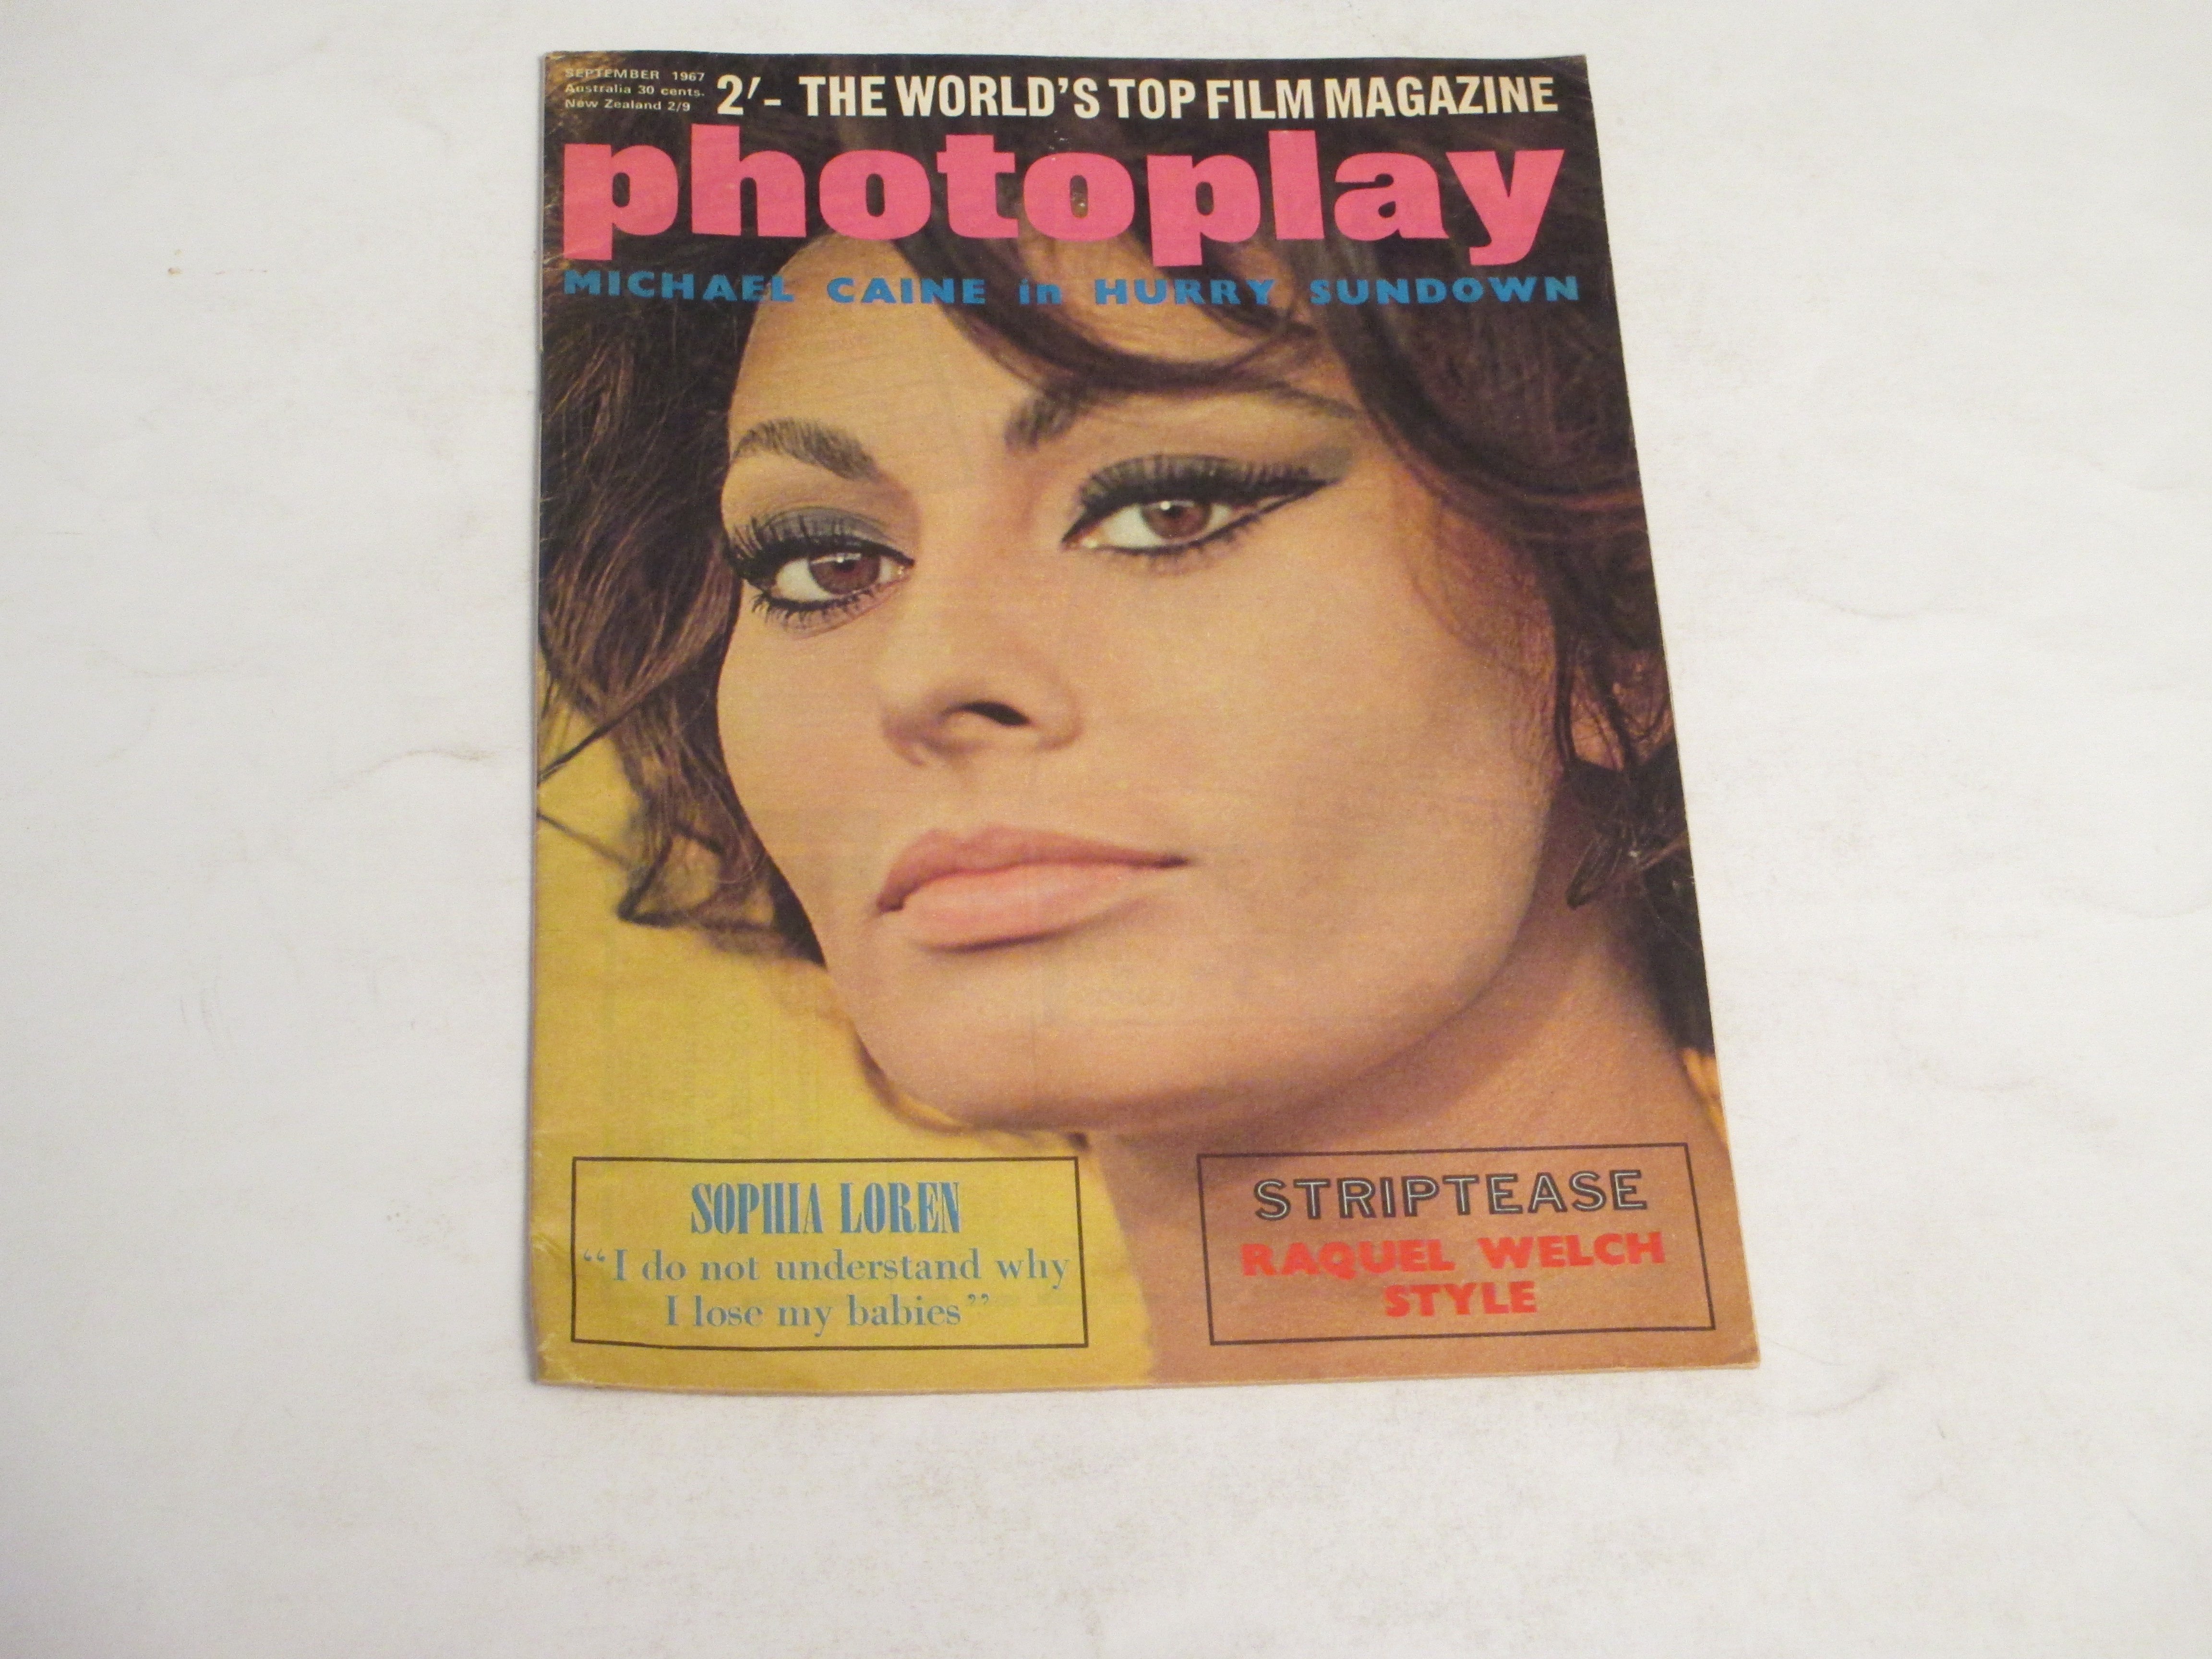 SEPTEMBER 1967
Australia 30 cents.
New Zealand 2/9
2′- THE WORLD'S TOP FILM MAGAZINE
photoplay
MICHAEL CAINE in HURRY SUNDOWN
SOPHIA LOREN
“I do not understand why
I lose my babies”
STRIPTEASE
RAQUEL WELCH
STYLE